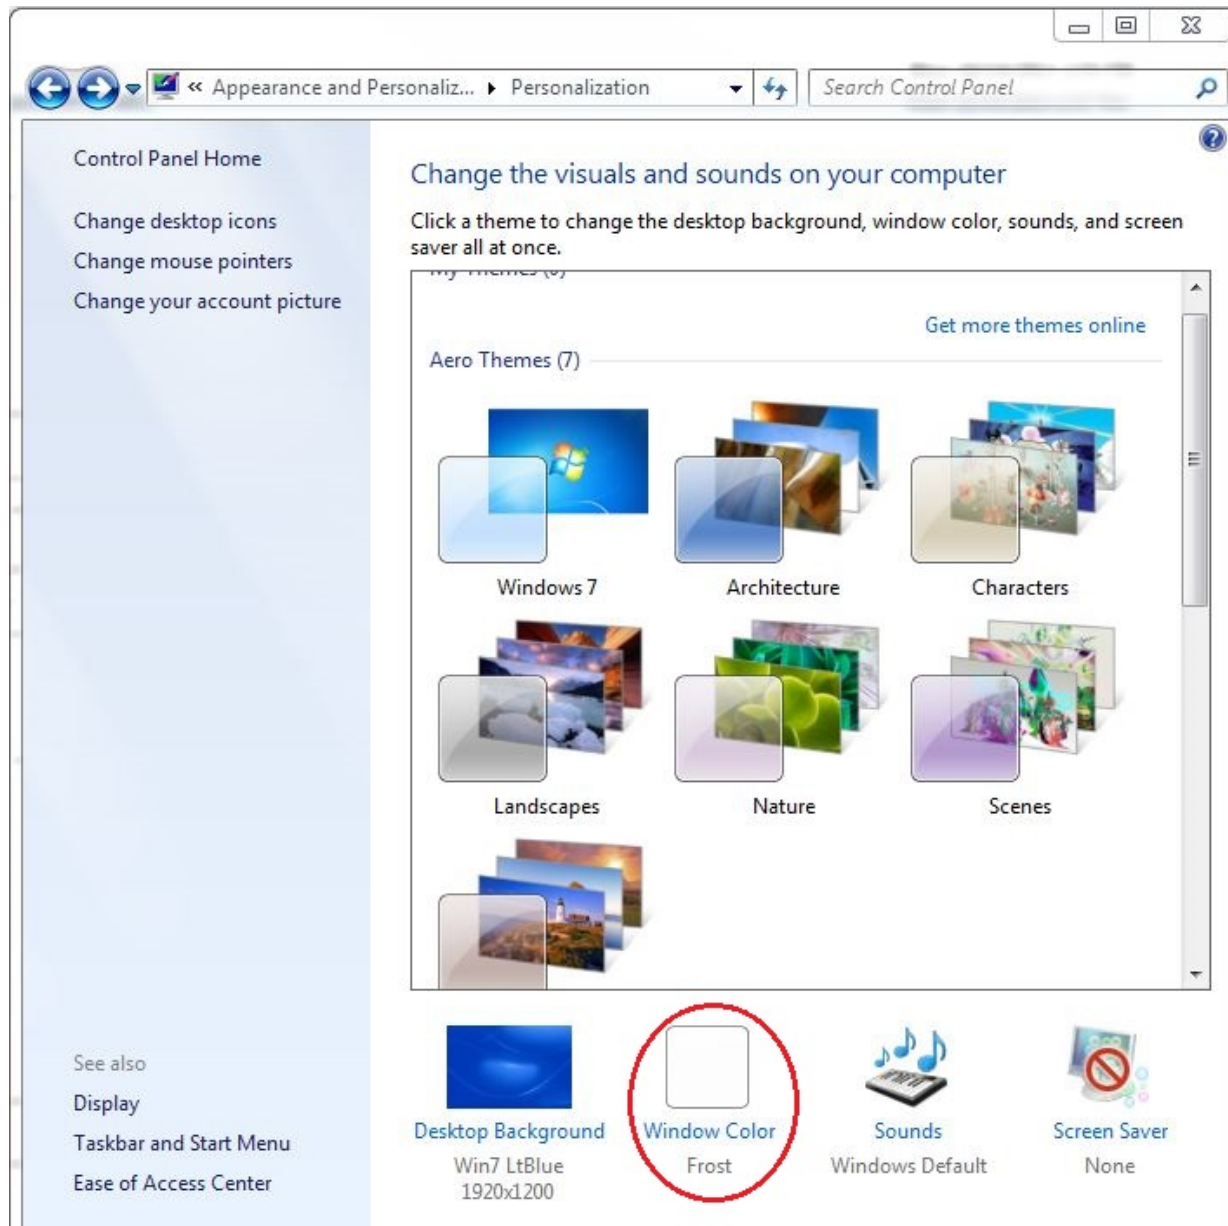 « Appearance and Personaliz... ▸ Personalization
Search Control Panel
Control Panel Home
Change desktop icons
Change mouse pointers
Change your account picture
Change the visuals and sounds on your computer
Click a theme to change the desktop background, window color, sounds, and screen
saver all at once.
Get more themes online
Aero Themes (7)
Windows 7
Architecture
Characters
Landscapes
Nature
Scenes
See also
Display
Taskbar and Start Menu
Ease of Access Center
Desktop Background
Win7 LtBlue
1920x1200
Window Color
Frost
Sounds
Windows Default
Screen Saver
None